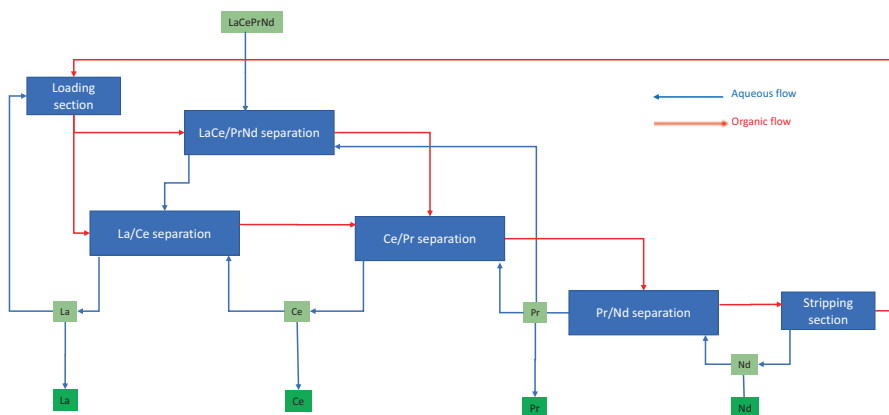 LaCePrNd
Loading
section
Aqueous flow
Organic flow
LaCe/PrNd separation
La/Ce separation
Ce/Pr separation
La
Ce
Pr
Pr/Nd separation
Stripping
section
Nd
La
Ce
Pr
Nd